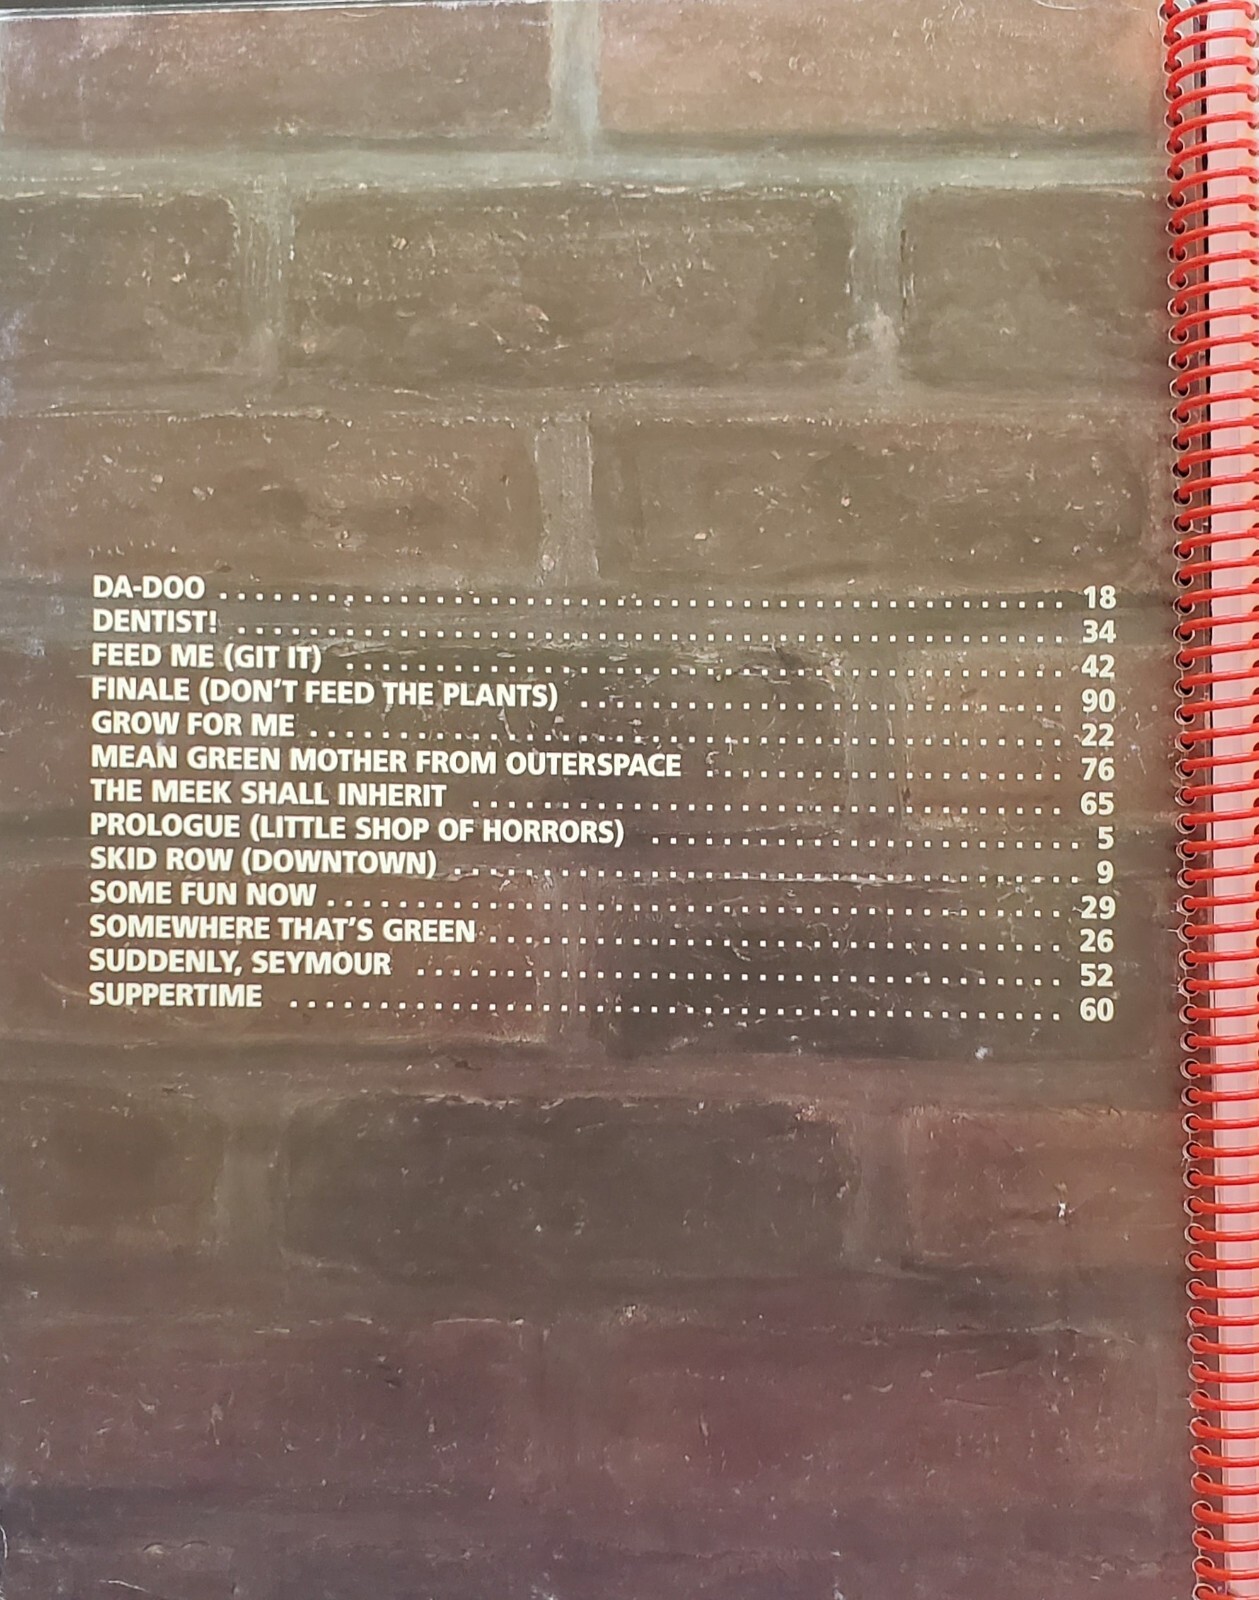 DA-DOO . . . . . . . . . . . . . . . . . . . . . . . . . . . . . . . . . . . . . . . . . . . . . . . 18
DENTIST! . . . . . . . . . . . . . . . . . . . . . . . . . . . . . . . . . . . . . . . . . . . . . . 34
FEED ME (GIT IT) . . . . . . . . . . . . . . . . . . . . . . . . . . . . . . . . . . . . . . . . 42
FINALE (DON'T FEED THE PLANTS) . . . . . . . . . . . . . . . . . . . . . . . . . . . 90
GROW FOR ME . . . . . . . . . . . . . . . . . . . . . . . . . . . . . . . . . . . . . . . . . . 22
MEAN GREEN MOTHER FROM OUTERSPACE . . . . . . . . . . . . . . . . . . . . 76
THE MEEK SHALL INHERIT . . . . . . . . . . . . . . . . . . . . . . . . . . . . . . . . . 65
PROLOGUE (LITTLE SHOP OF HORRORS) . . . . . . . . . . . . . . . . . . . . . . . . 5
SKID ROW (DOWNTOWN) . . . . . . . . . . . . . . . . . . . . . . . . . . . . . . . . . . . 9
SOME FUN NOW . . . . . . . . . . . . . . . . . . . . . . . . . . . . . . . . . . . . . . . . . 29
SOMEWHERE THAT'S GREEN . . . . . . . . . . . . . . . . . . . . . . . . . . . . . . . . 26
SUDDENLY, SEYMOUR . . . . . . . . . . . . . . . . . . . . . . . . . . . . . . . . . . . . 52
SUPPERTIME . . . . . . . . . . . . . . . . . . . . . . . . . . . . . . . . . . . . . . . . . . . 60